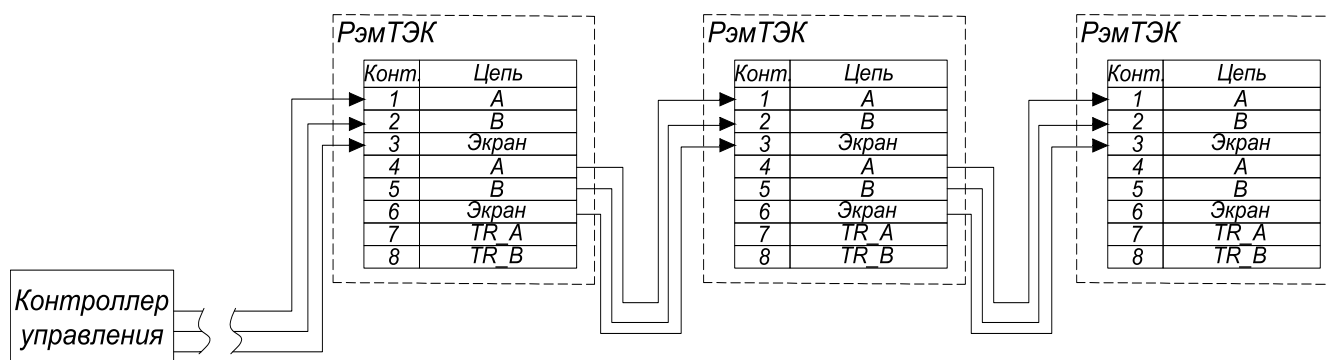 РэмТЭК
Конт. Цепь
1 А
2 В
3 Экран
4 А
5 В
6 Экран
7 TR_A
8 TR_B
РэмТЭК
Конт. Цепь
1 А
2 В
3 Экран
4 А
5 В
6 Экран
7 TR_A
8 TR_B
РэмТЭК
Конт. Цепь
1 А
2 В
3 Экран
4 А
5 В
6 Экран
7 TR_A
8 TR_B
Контроллер
управления